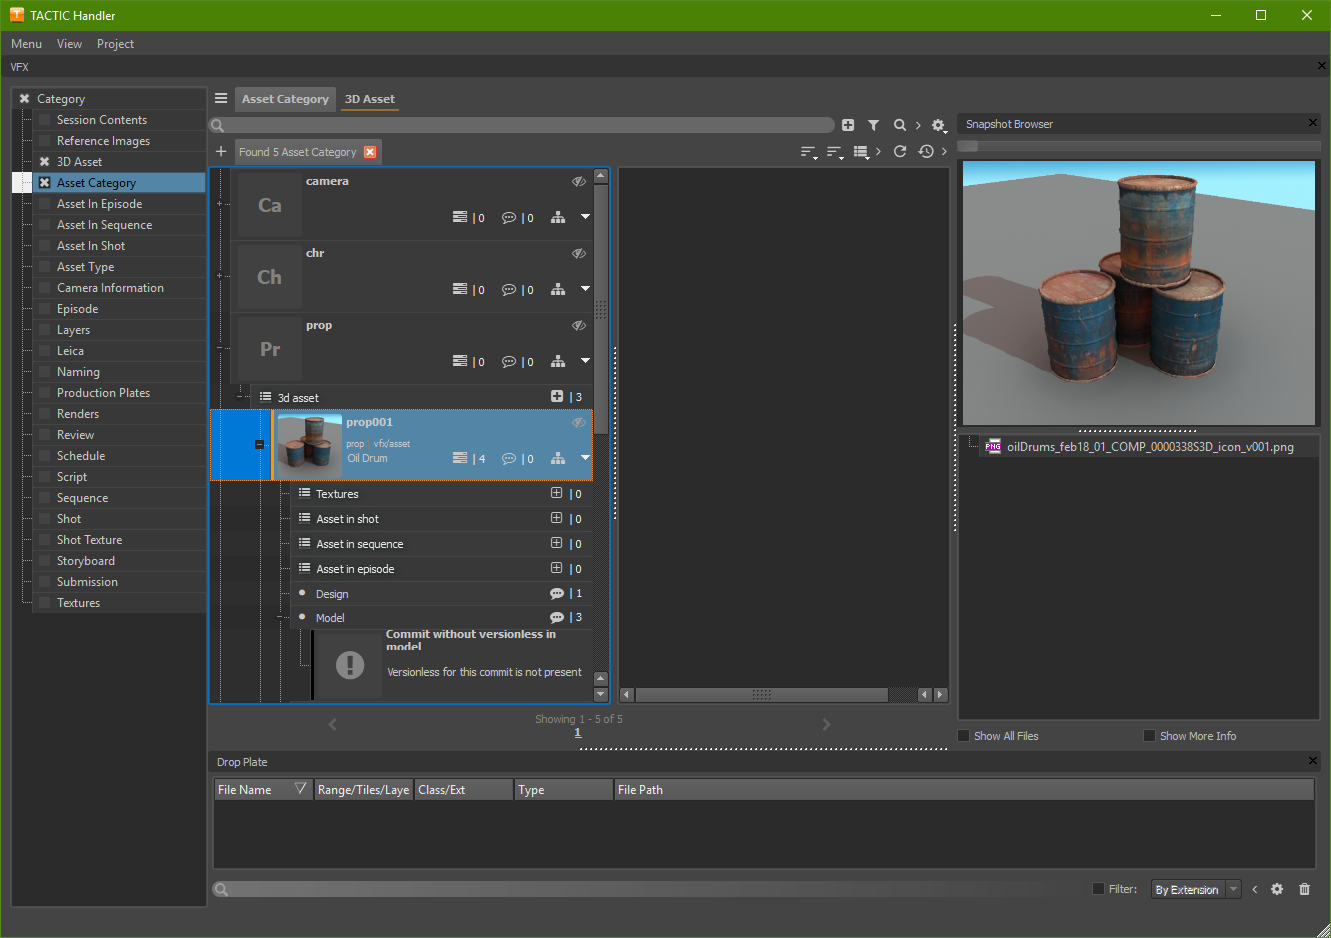 TACTIC Handler
Menu View Project
VFX
Category
Session Contents
Reference Images
3D Asset
Asset Category
Asset In Episode
Asset In Sequence
Asset In Shot
Asset Type
Camera Information
Episode
Layers
Leica
Naming
Production Plates
Renders
Review
Schedule
Script
Sequence
Shot
Shot Texture
Storyboard
Submission
Textures
Asset Category 3D Asset
Found 5 Asset Category
Ca
camera
| 0 | 0
Ch
chr
| 0 | 0
Pr
prop
| 0 | 0
3d asset | 3
prop001
prop | vfx/asset
Oil Drum | 4 | 0
Textures | 0
Asset in shot | 0
Asset in sequence | 0
Asset in episode | 0
Design | 1
Model | 3
Commit without versionless in
model
Versionless for this commit is not present
Showing 1 - 5 of 5
1
Snapshot Browser
PNG oilDrums_feb18_01_COMP_0000338S3D_icon_v001.png
Show All Files Show More Info
Drop Plate
File Name Range/Tiles/Laye Class/Ext Type File Path
Filter: By Extension